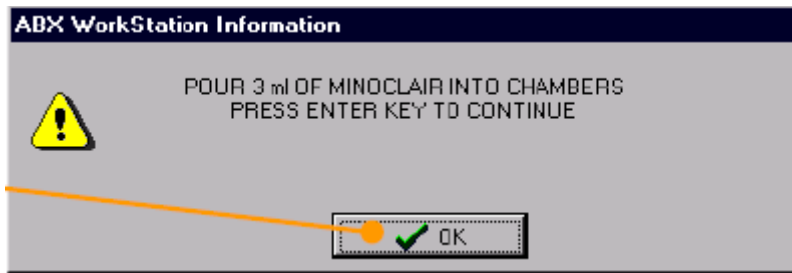 ABX WorkStation Information
POUR 3 ml OF MINOCLAIR INTO CHAMBERS
PRESS ENTER KEY TO CONTINUE
OK